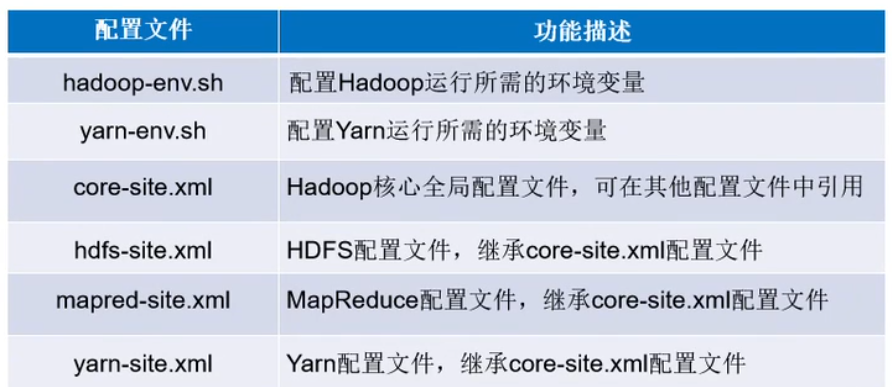 配置文件 功能描述
hadoop-env.sh 配置Hadoop运行所需的环境变量
yarn-env.sh 配置Yarn运行所需的环境变量
core-site.xml Hadoop核心全局配置文件，可在其他配置文件中引用
hdfs-site.xml HDFS配置文件，继承core-site.xml配置文件
mapred-site.xml MapReduce配置文件，继承core-site.xml配置文件
yarn-site.xml Yarn配置文件，继承core-site.xml配置文件